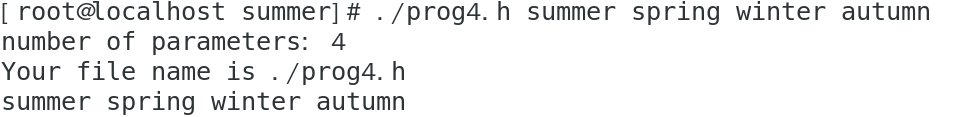 [root@localhost summer]# ./prog4.h summer spring winter autumn
number of parameters: 4
Your file name is ./prog4.h
summer spring winter autumn